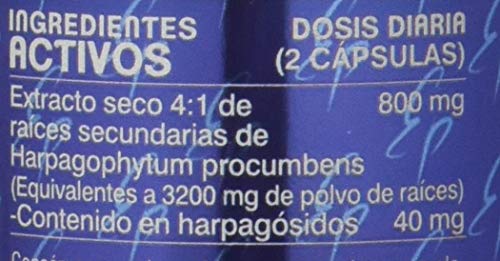 INGREDIENTES DOSIS DIARIA
ACTIVOS (2 CÁPSULAS)
Extracto seco 4:1 de 800 mg
raíces secundarias de
Harpagophytum procumbens
(Equivalentes a 3200 mg de polvo de raíces)
-Contenido en harpagósidos 40 mg